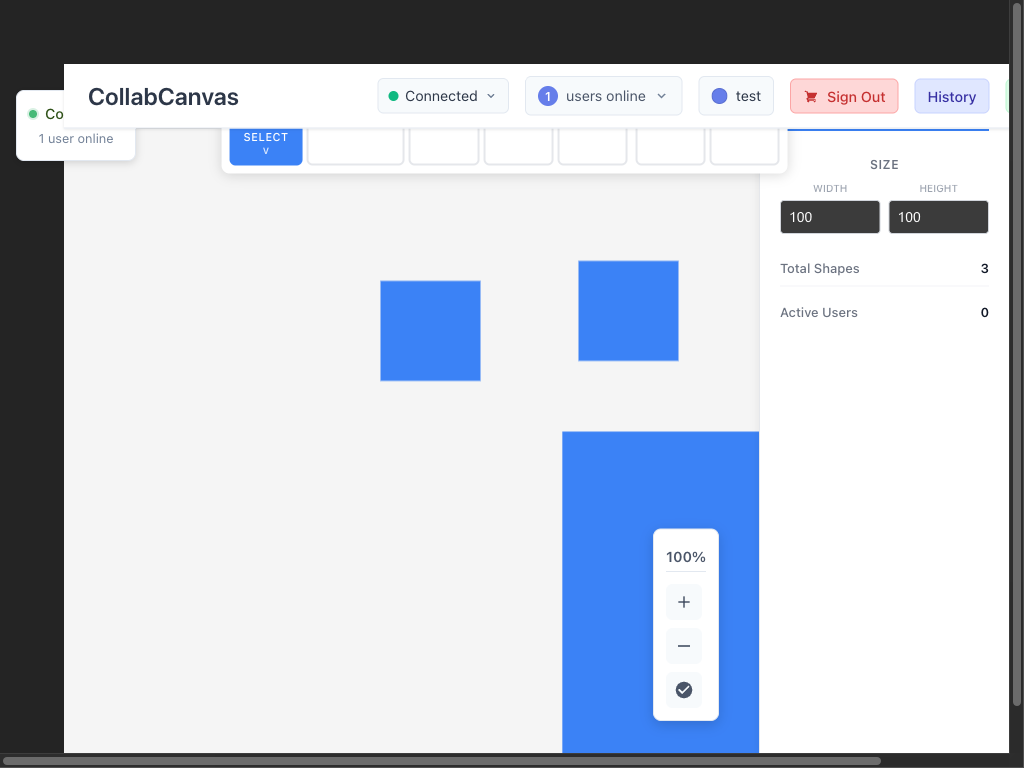 CollabCanvas
Connected
1 users online
test
Sign Out
History
Co
1 user online
SELECT
V
SIZE
WIDTH
HEIGHT
100
100
Total Shapes 3
Active Users 0
100%